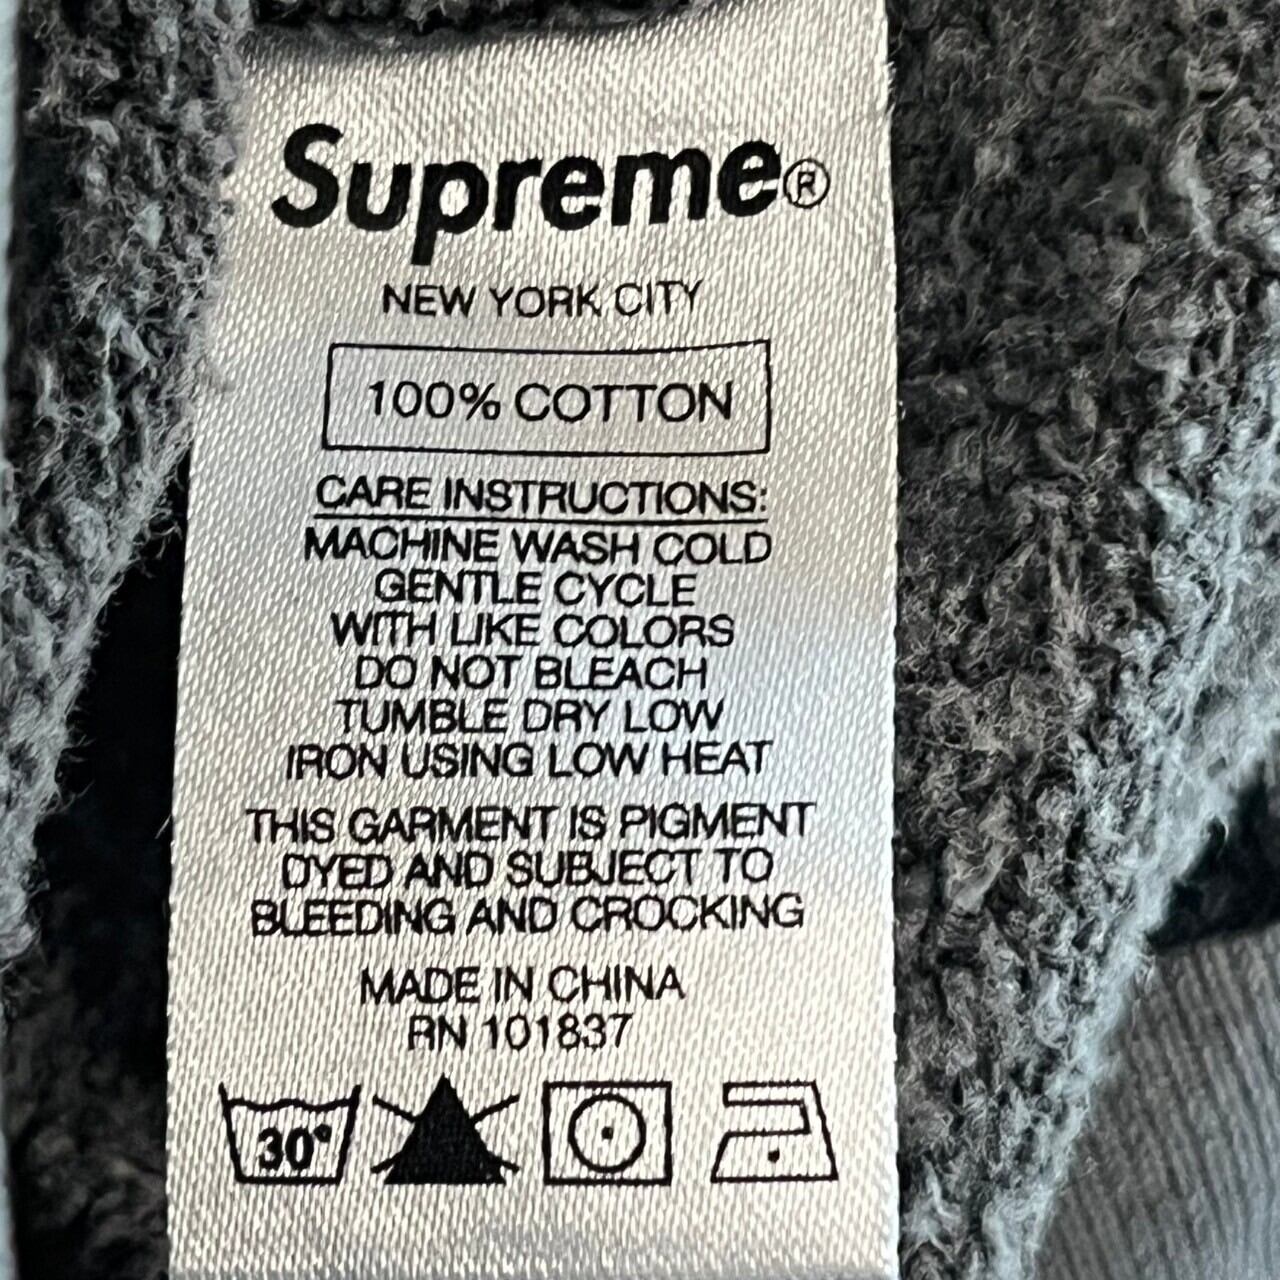 Supreme®
NEW YORK CITY
100% COTTON
CARE INSTRUCTIONS:
MACHINE WASH COLD
GENTLE CYCLE
WITH LIKE COLORS
DO NOT BLEACH
TUMBLE DRY LOW
IRON USING LOW HEAT
THIS GARMENT IS PIGMENT
DYED AND SUBJECT TO
BLEEDING AND CROCKING
MADE IN CHINA
RN 101837
30°